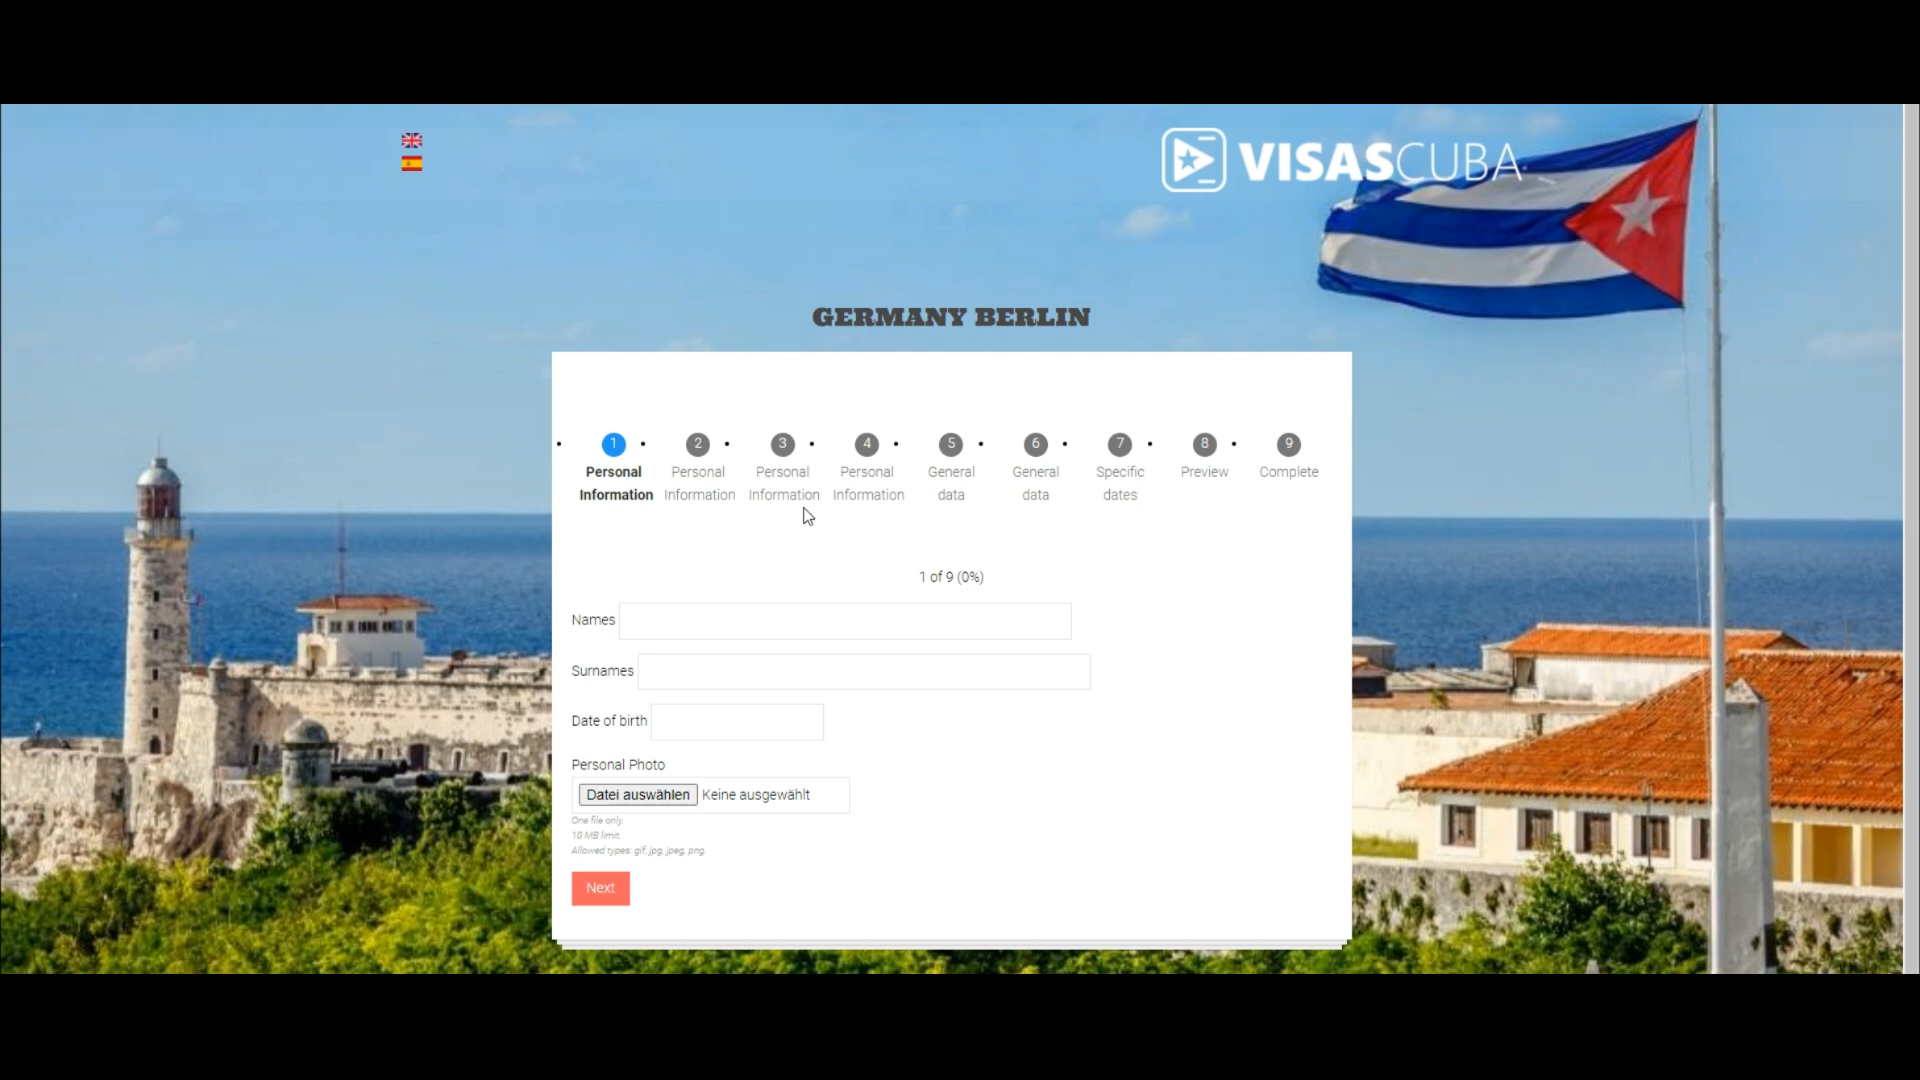 VISASCUBA
GERMANY BERLIN
1 2 3 4 5 6 7 8 9
Personal Personal Personal Personal General General Specific Preview Complete
Information Information Information Information data data dates
1 of 9 (0%)
Names
Surnames
Date of birth
Personal Photo
Datei auswählen Keine ausgewählt
One file only.
10 MB limit.
Allowed types: gif, jpg, jpeg, png.
Next